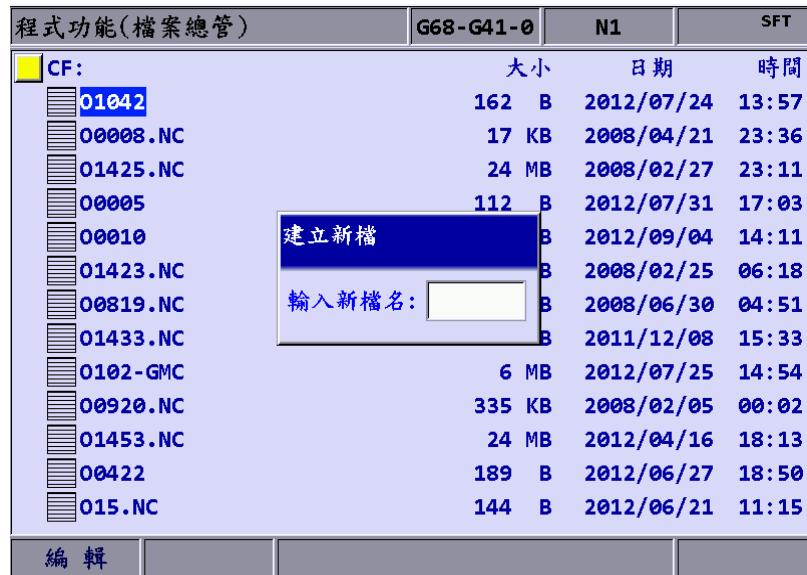 程式功能(檔案總管) G68-G41-0 N1 SFT
CF: 大小 日期 時間
O1042 162 B 2012/07/24 13:57
O0008.NC 17 KB 2008/04/21 23:36
O1425.NC 24 MB 2008/02/27 23:11
O0005 112 B 2012/07/31 17:03
O0010 B 2012/09/04 14:11
O1423.NC B 2008/02/25 06:18
O0819.NC B 2008/06/30 04:51
O1433.NC B 2011/12/08 15:33
O102-GMC 6 MB 2012/07/25 14:54
O0920.NC 335 KB 2008/02/05 00:02
O1453.NC 24 MB 2012/04/16 18:13
O0422 189 B 2012/06/27 18:50
O15.NC 144 B 2012/06/21 11:15
建立新檔
輸入新檔名:
編 輯